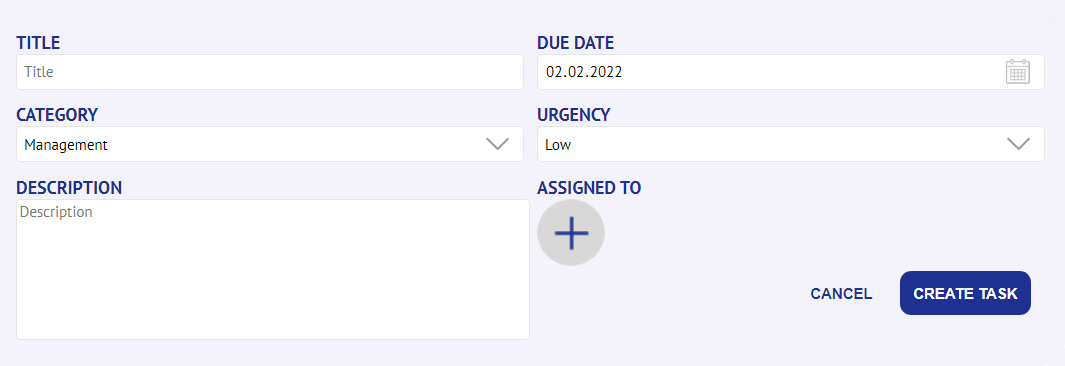 TITLE
Title
DUE DATE
02.02.2022
CATEGORY
Management
URGENCY
Low
DESCRIPTION
Description
ASSIGNED TO
CANCEL
CREATE TASK